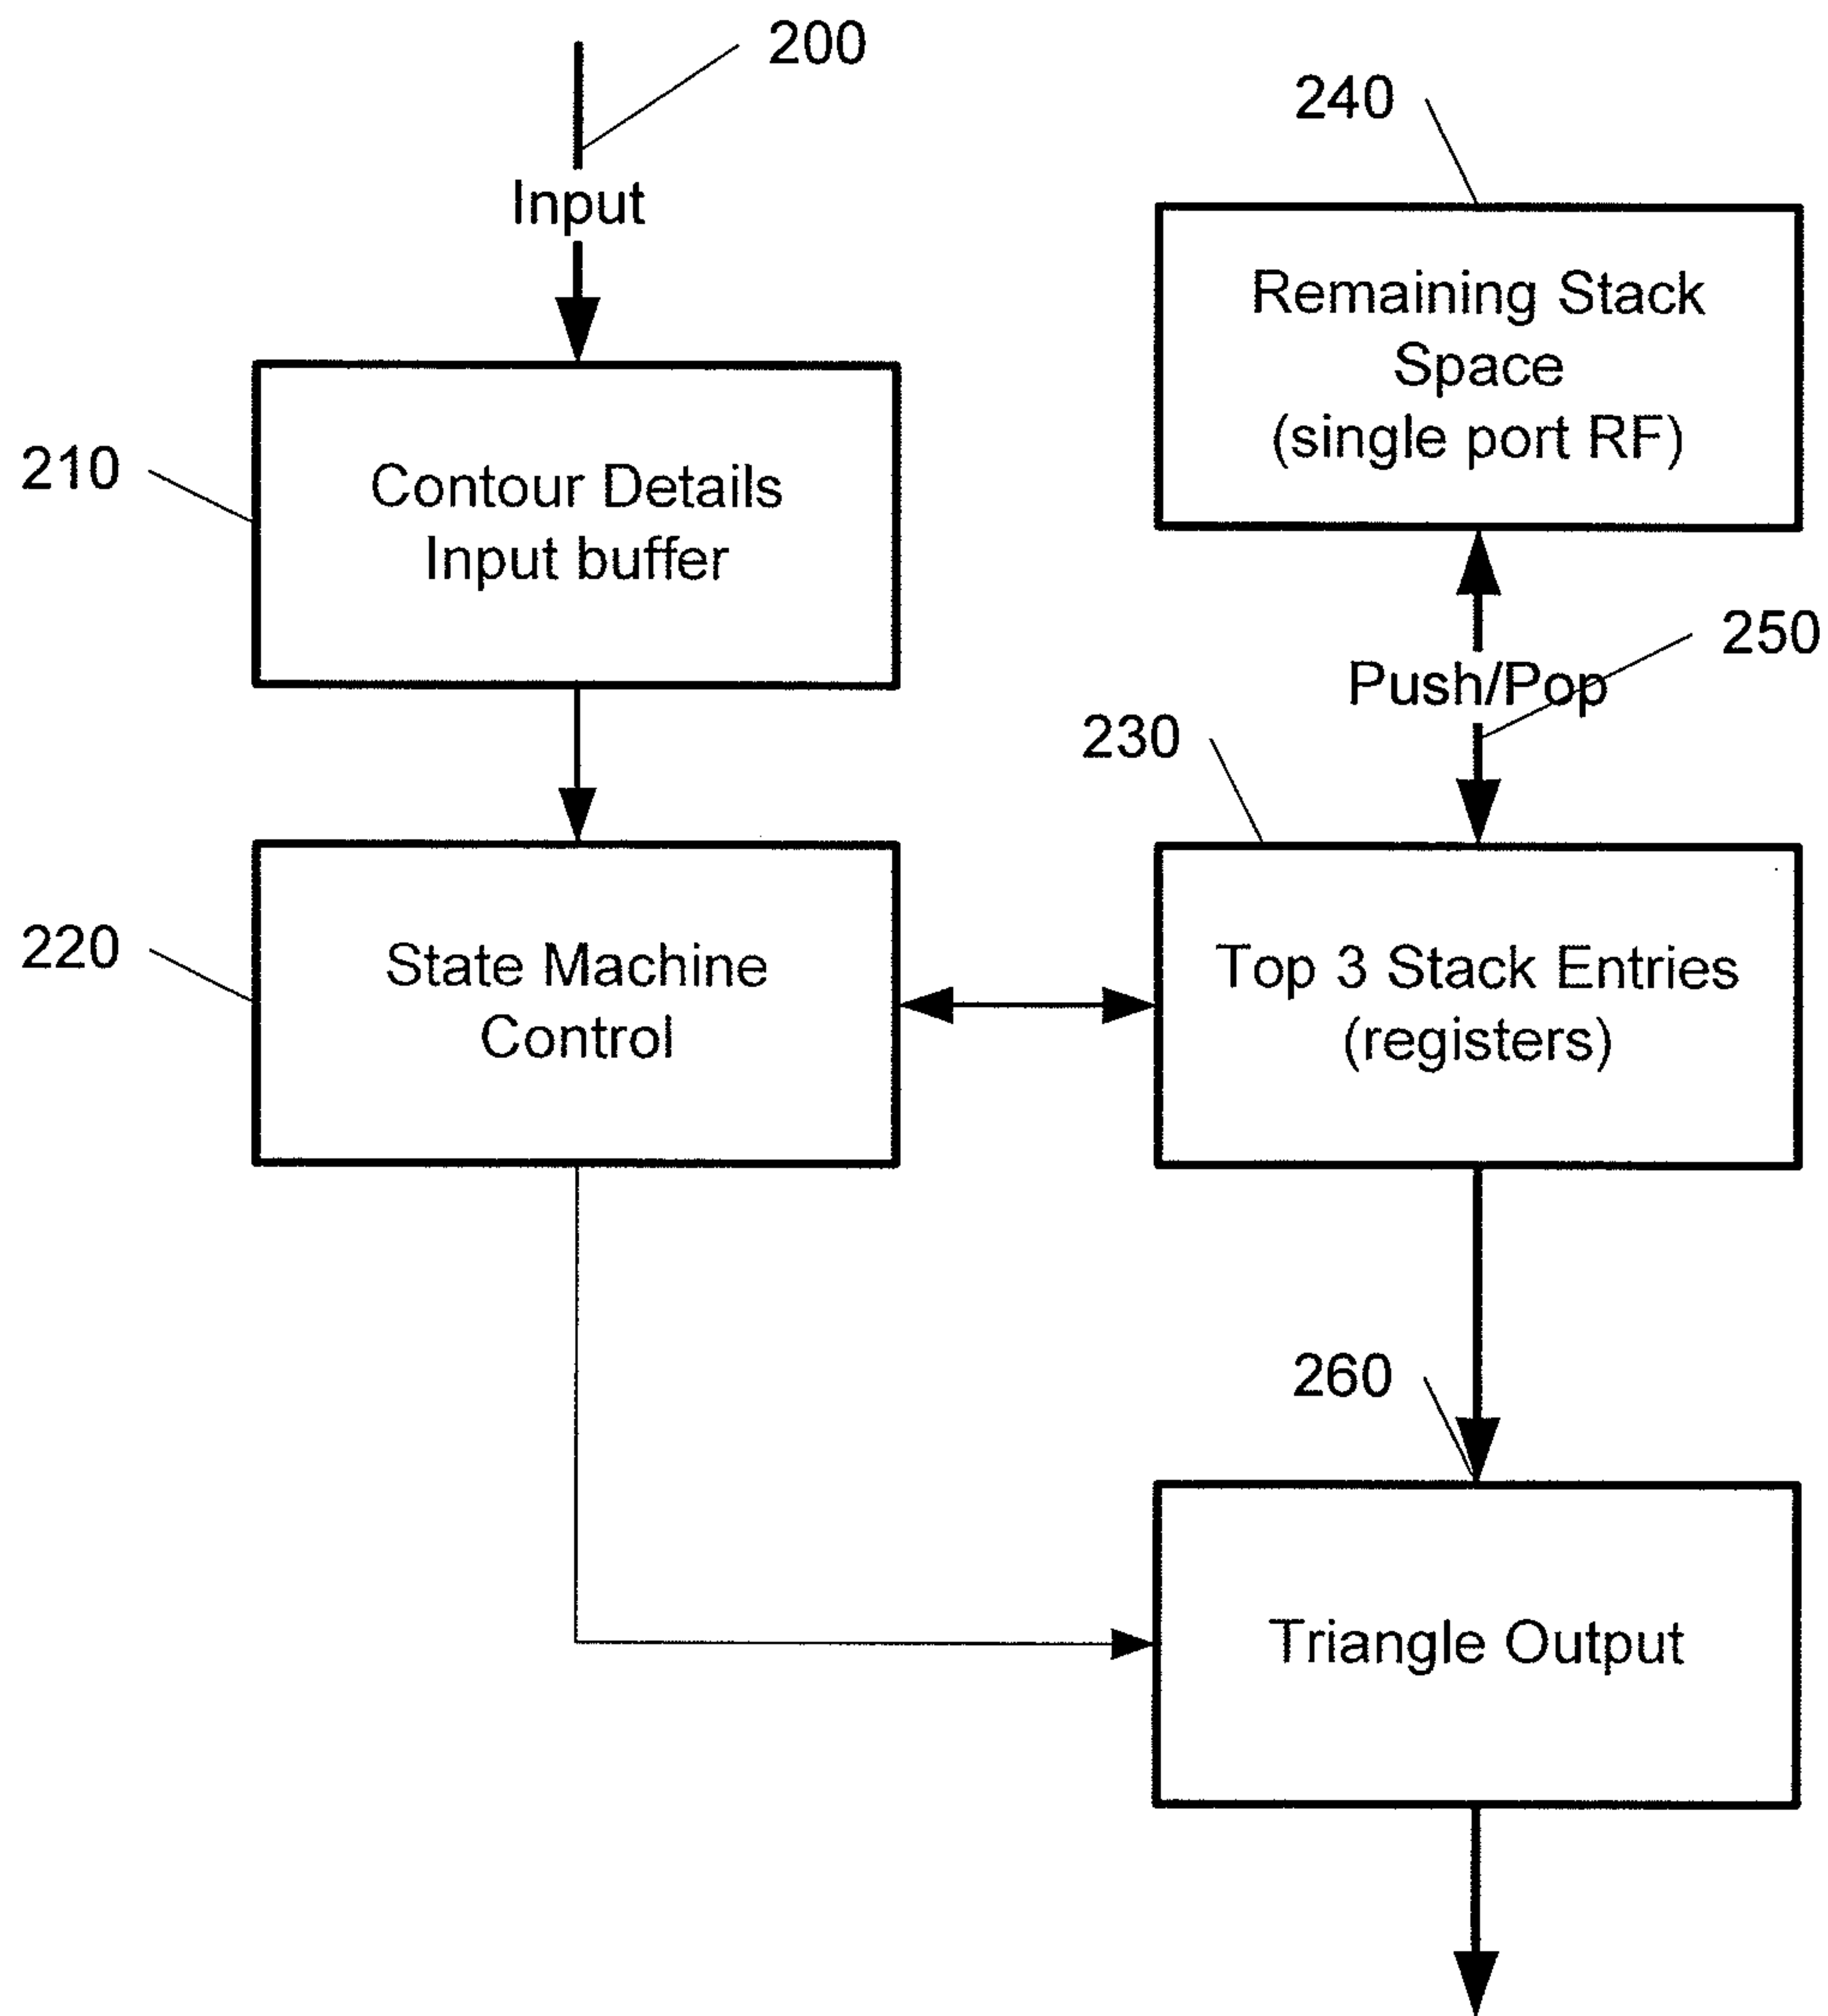 200
Input
240
Remaining Stack
Space
(single port RF)
210
Contour Details
Input buffer
250
Push/Pop
230
220
State Machine
Control
Top 3 Stack Entries
(registers)
260
Triangle Output